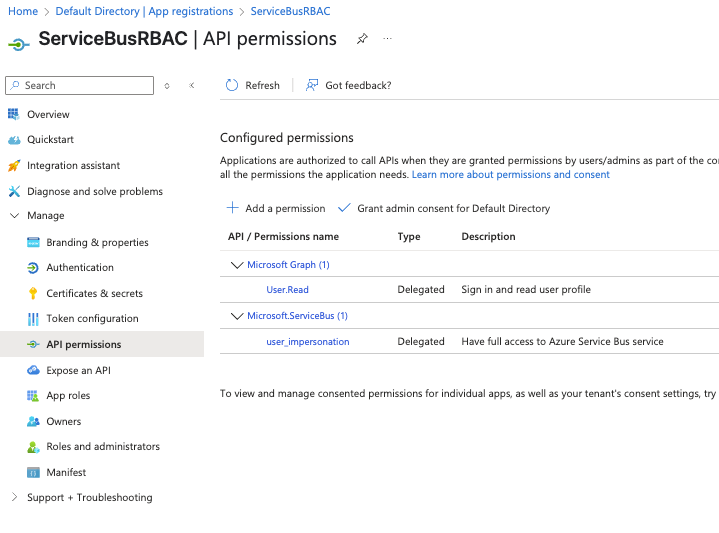 Home > Default Directory | App registrations > ServiceBusRBAC
ServiceBusRBAC | API permissions
Search
Refresh
Got feedback?
Overview
Quickstart
Integration assistant
Diagnose and solve problems
Manage
Branding & properties
Authentication
Certificates & secrets
Token configuration
API permissions
Expose an API
App roles
Owners
Roles and administrators
Manifest
Support + Troubleshooting
Configured permissions
Applications are authorized to call APIs when they are granted permissions by users/admins as part of the
all the permissions the application needs. Learn more about permissions and consent
Add a permission
Grant admin consent for Default Directory
API / Permissions name Type Description
Microsoft Graph (1)
User.Read Delegated Sign in and read user profile
Microsoft.ServiceBus (1)
user_impersonation Delegated Have full access to Azure Service Bus service
To view and manage consented permissions for individual apps, as well as your tenant's consent settings, try